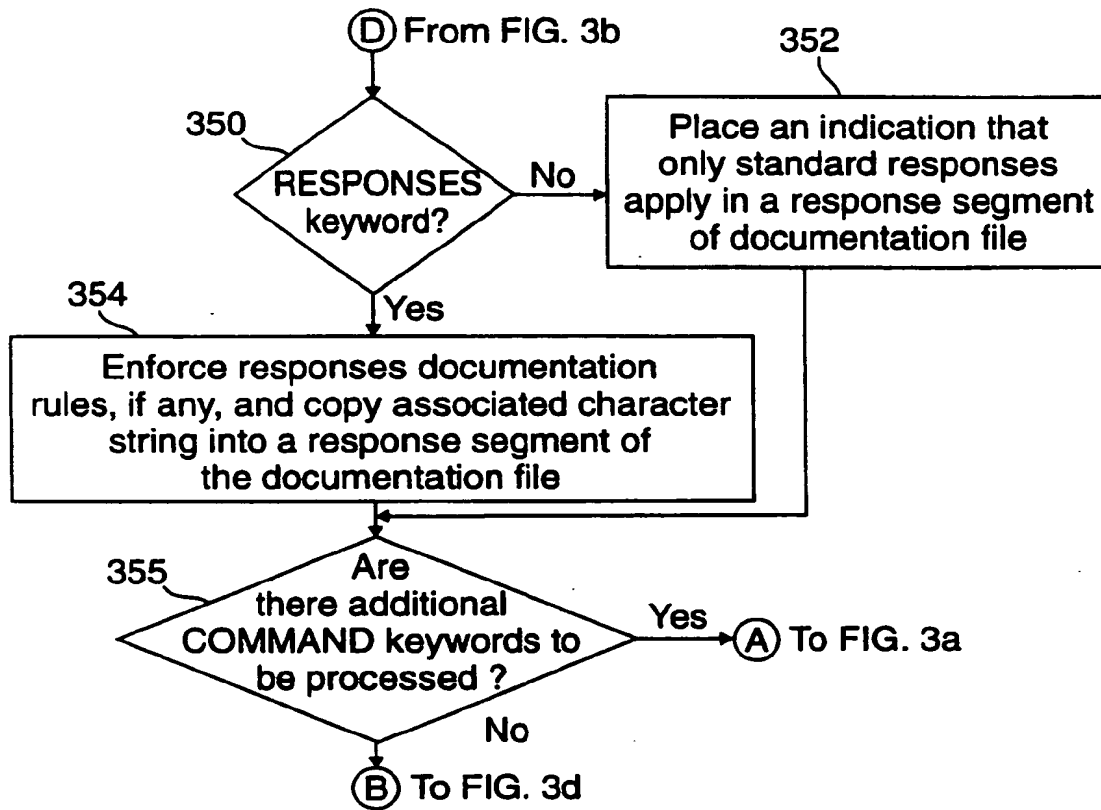 D From FIG. 3b
352
350
Place an indication that
only standard responses
apply in a response segment
of documentation file
RESPONSES
keyword?
No
Yes
354
Enforce responses documentation
rules, if any, and copy associated character
string into a response segment of
the documentation file
355
Are
there additional
COMMAND keywords to
be processed ?
Yes
A To FIG. 3a
No
B To FIG. 3d